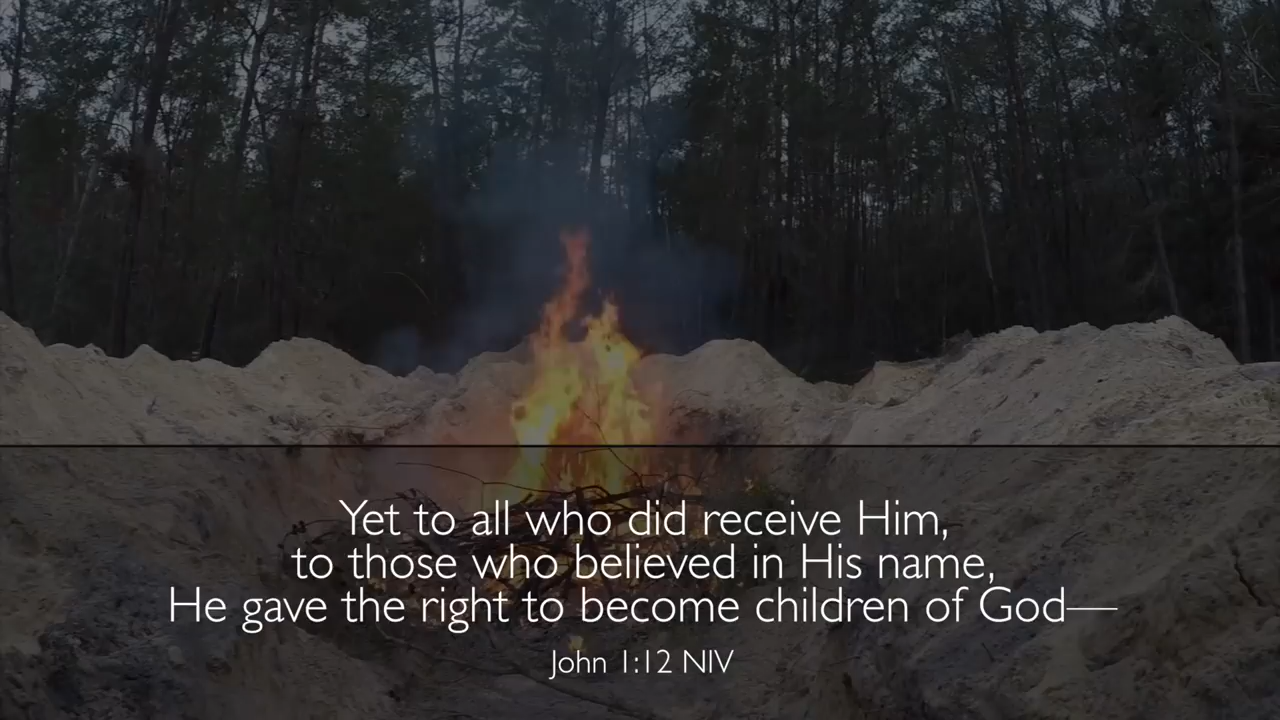 Yet to all who did receive Him,
to those who believed in His name,
He gave the right to become children of God—
John 1:12 NIV